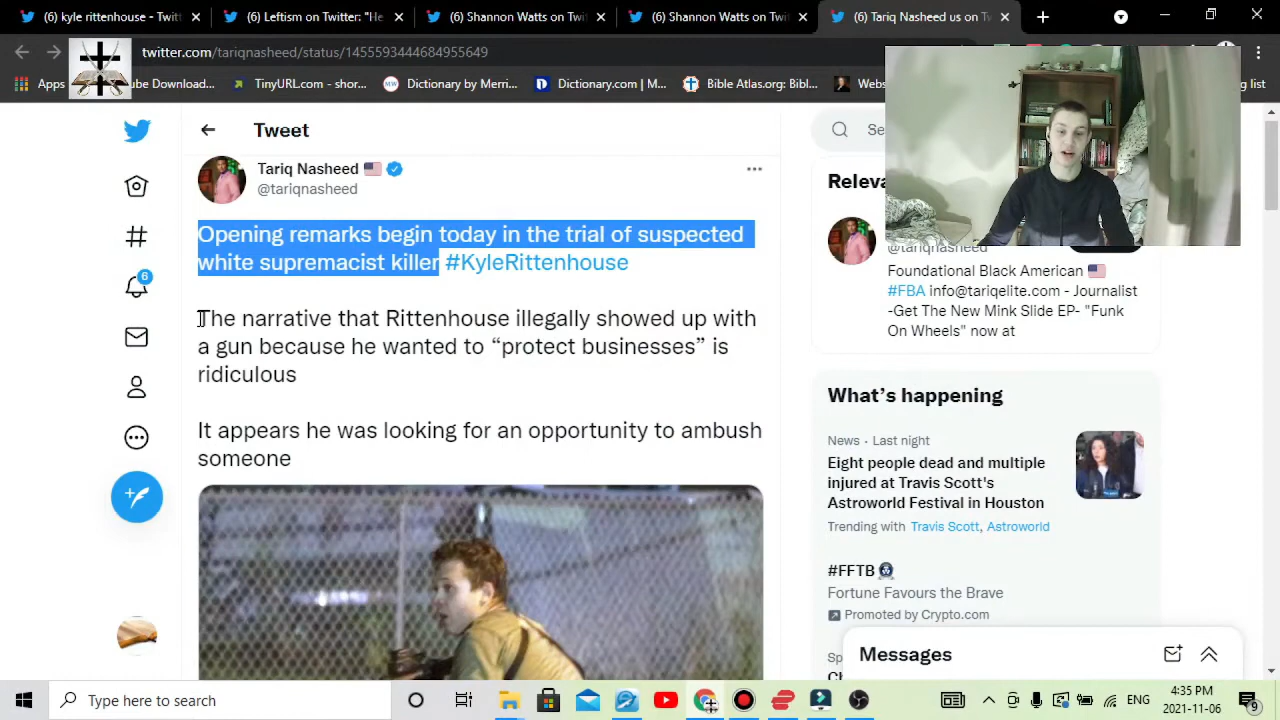 (6) kyle rittenhouse - Twitt
(6) Leftism on Twitter: "He
(6) Shannon Watts on Twi
(6) Shannon Watts on Twi
(6) Tariq Nasheed us on Tw
twitter.com/tariqnasheed/status/1455593444684955649
Apps
ube Download...
TinyURL.com - shor...
MW
Dictionary by Merri...
D
Dictionary.com | M...
Bible Atlas.org: Bibl...
Webs
g list
Tweet
Se
Tariq Nasheed
@tariqnasheed
Opening remarks begin today in the trial of suspected
white supremacist killer #KyleRittenhouse
The narrative that Rittenhouse illegally showed up with
a gun because he wanted to “protect businesses” is
ridiculous
It appears he was looking for an opportunity to ambush
someone
6
Releva
@tariqnasheed
Foundational Black American
#FBA info@tariqelite.com - Journalist
-Get The New Mink Slide EP- "Funk
On Wheels" now at
What’s happening
News · Last night
Eight people dead and multiple
injured at Travis Scott's
Astroworld Festival in Houston
Trending with Travis Scott, Astroworld
#FFTB
Fortune Favours the Brave
Promoted by Crypto.com
Sp
Messages
Type here to search
ENG
4:35 PM
2021-11-06
9